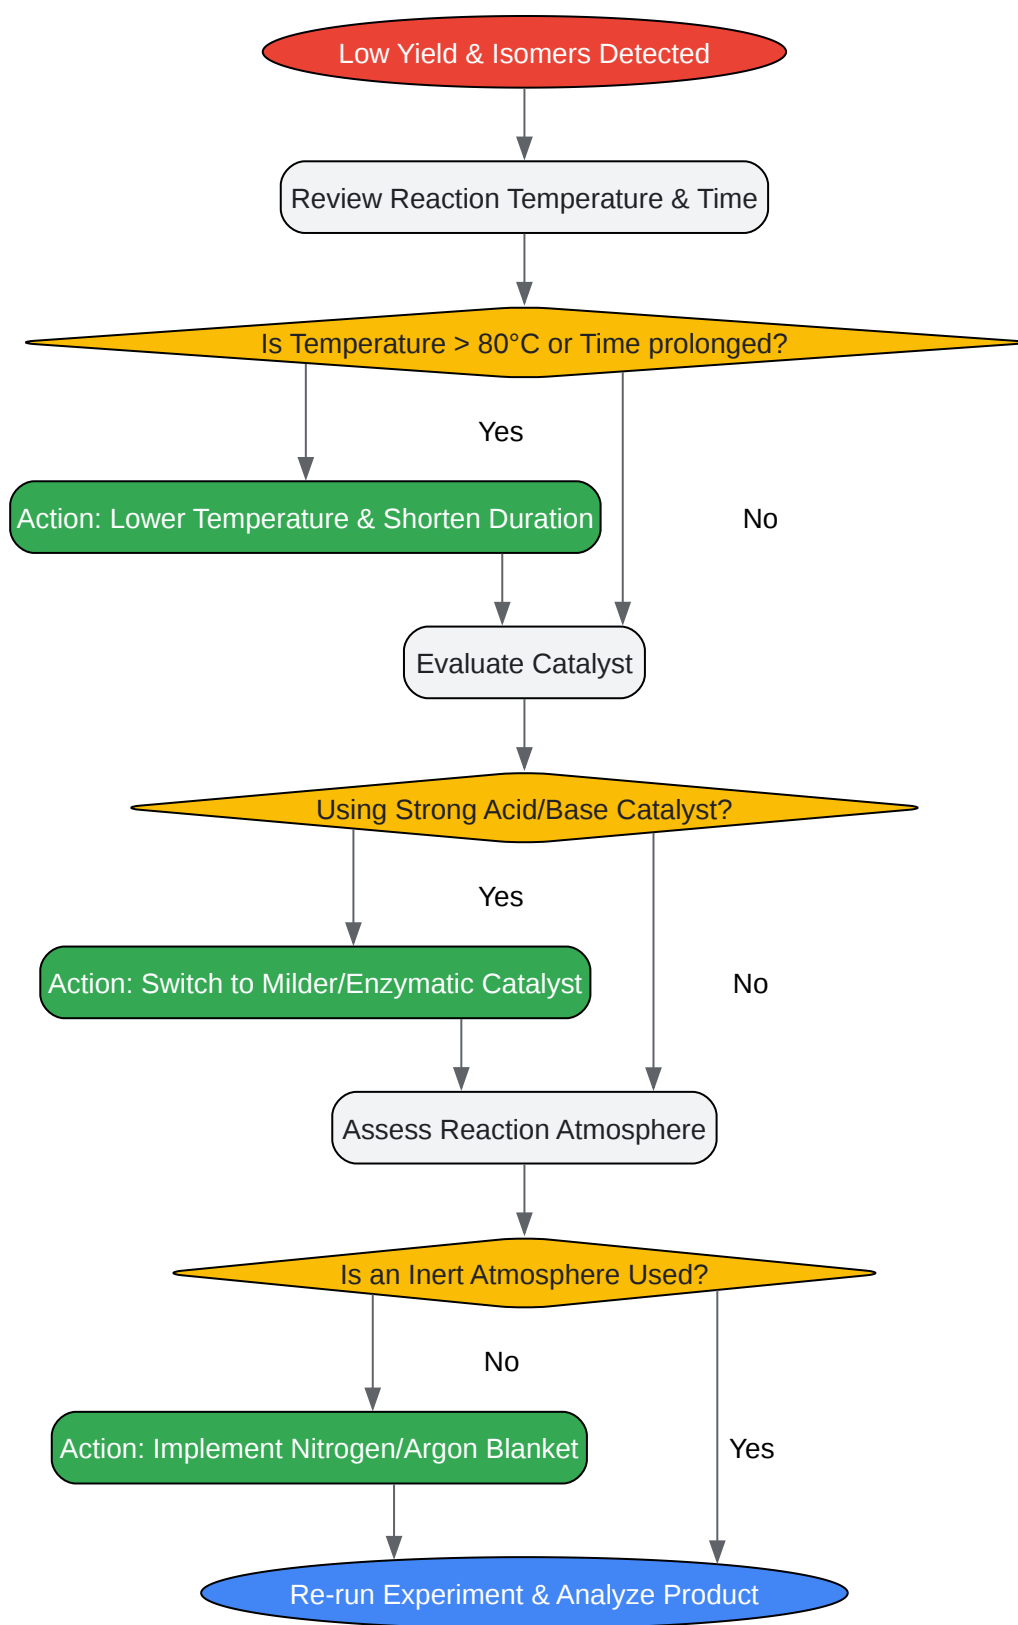 Low Yield & Isomers Detected
Review Reaction Temperature & Time
Is Temperature > 80°C or Time prolonged?
Yes
Action: Lower Temperature & Shorten Duration
No
Evaluate Catalyst
Using Strong Acid/Base Catalyst?
Yes
Action: Switch to Milder/Enzymatic Catalyst
No
Assess Reaction Atmosphere
Is an Inert Atmosphere Used?
No
Action: Implement Nitrogen/Argon Blanket
Yes
Re-run Experiment & Analyze Product